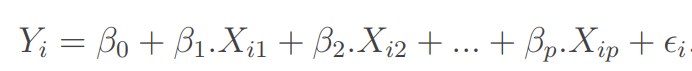 Yᵢ = β₀ + β₁.Xᵢ₁ + β₂.Xᵢ₂ + ... + βₚ.Xᵢₚ + ϵᵢ.